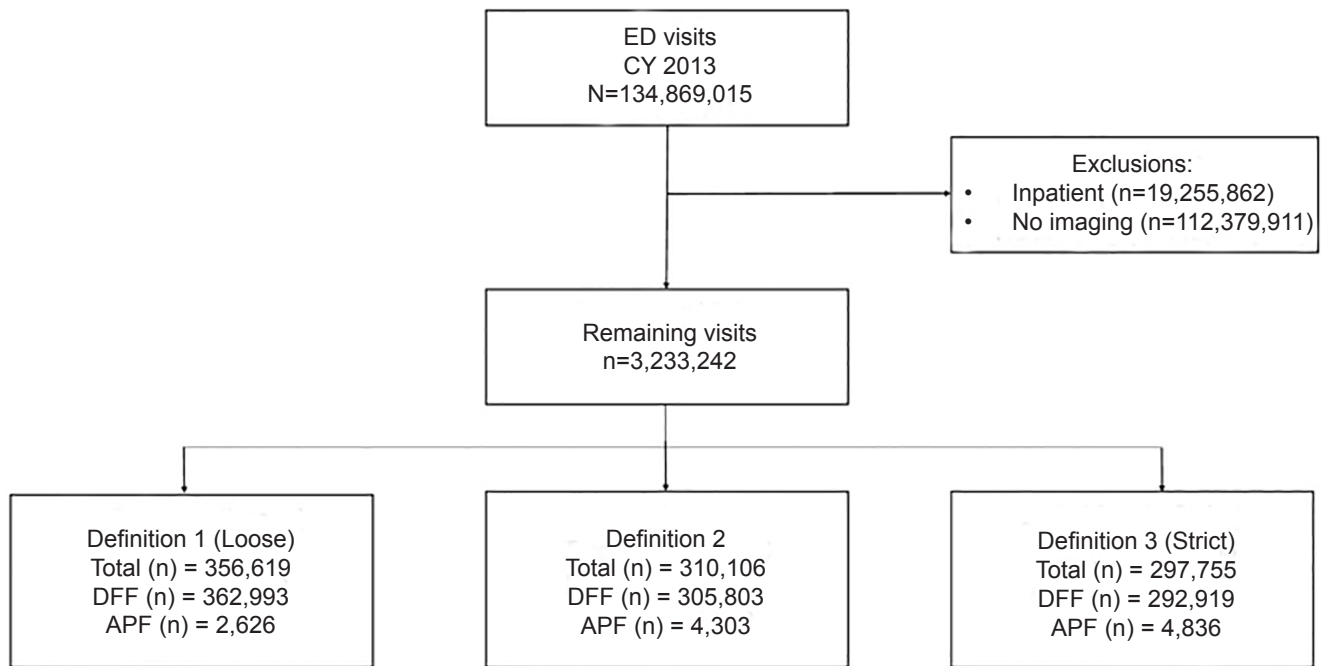 ED visits
CY 2013
N=134,869,015
Exclusions:
• Inpatient (n=19,255,862)
• No imaging (n=112,379,911)
Remaining visits
n=3,233,242
Definition 1 (Loose)
Total (n) = 356,619
DFF (n) = 362,993
APF (n) = 2,626
Definition 2
Total (n) = 310,106
DFF (n) = 305,803
APF (n) = 4,303
Definition 3 (Strict)
Total (n) = 297,755
DFF (n) = 292,919
APF (n) = 4,836